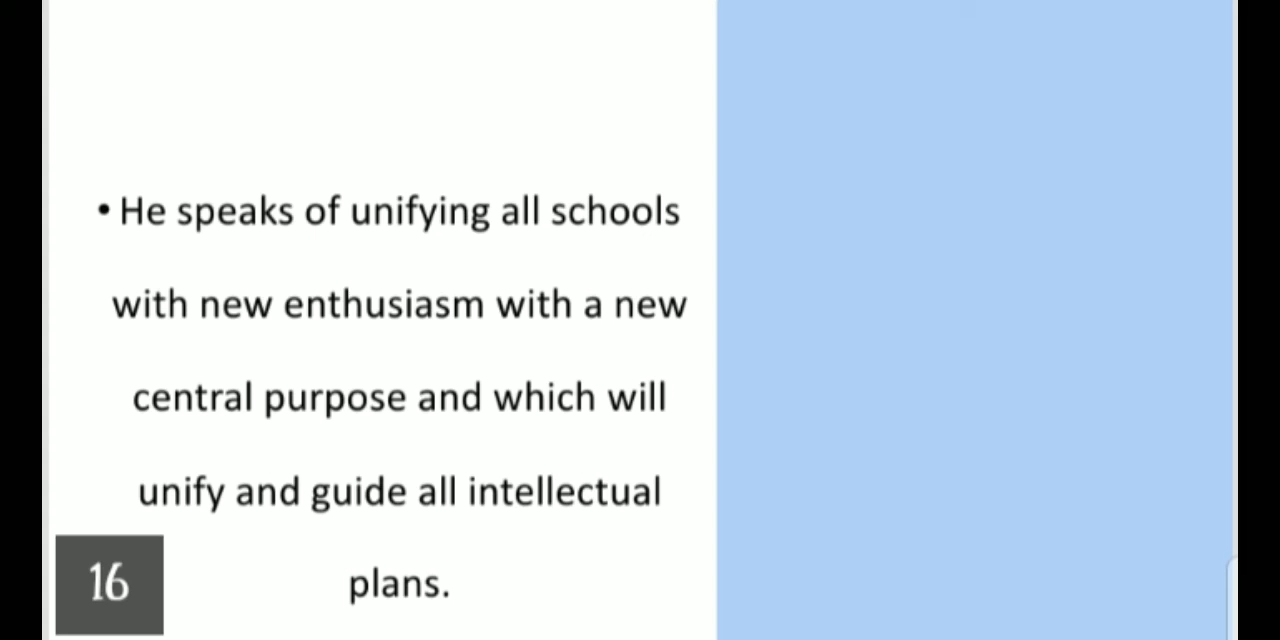 • He speaks of unifying all schools
with new enthusiasm with a new
central purpose and which will
unify and guide all intellectual
plans.
16